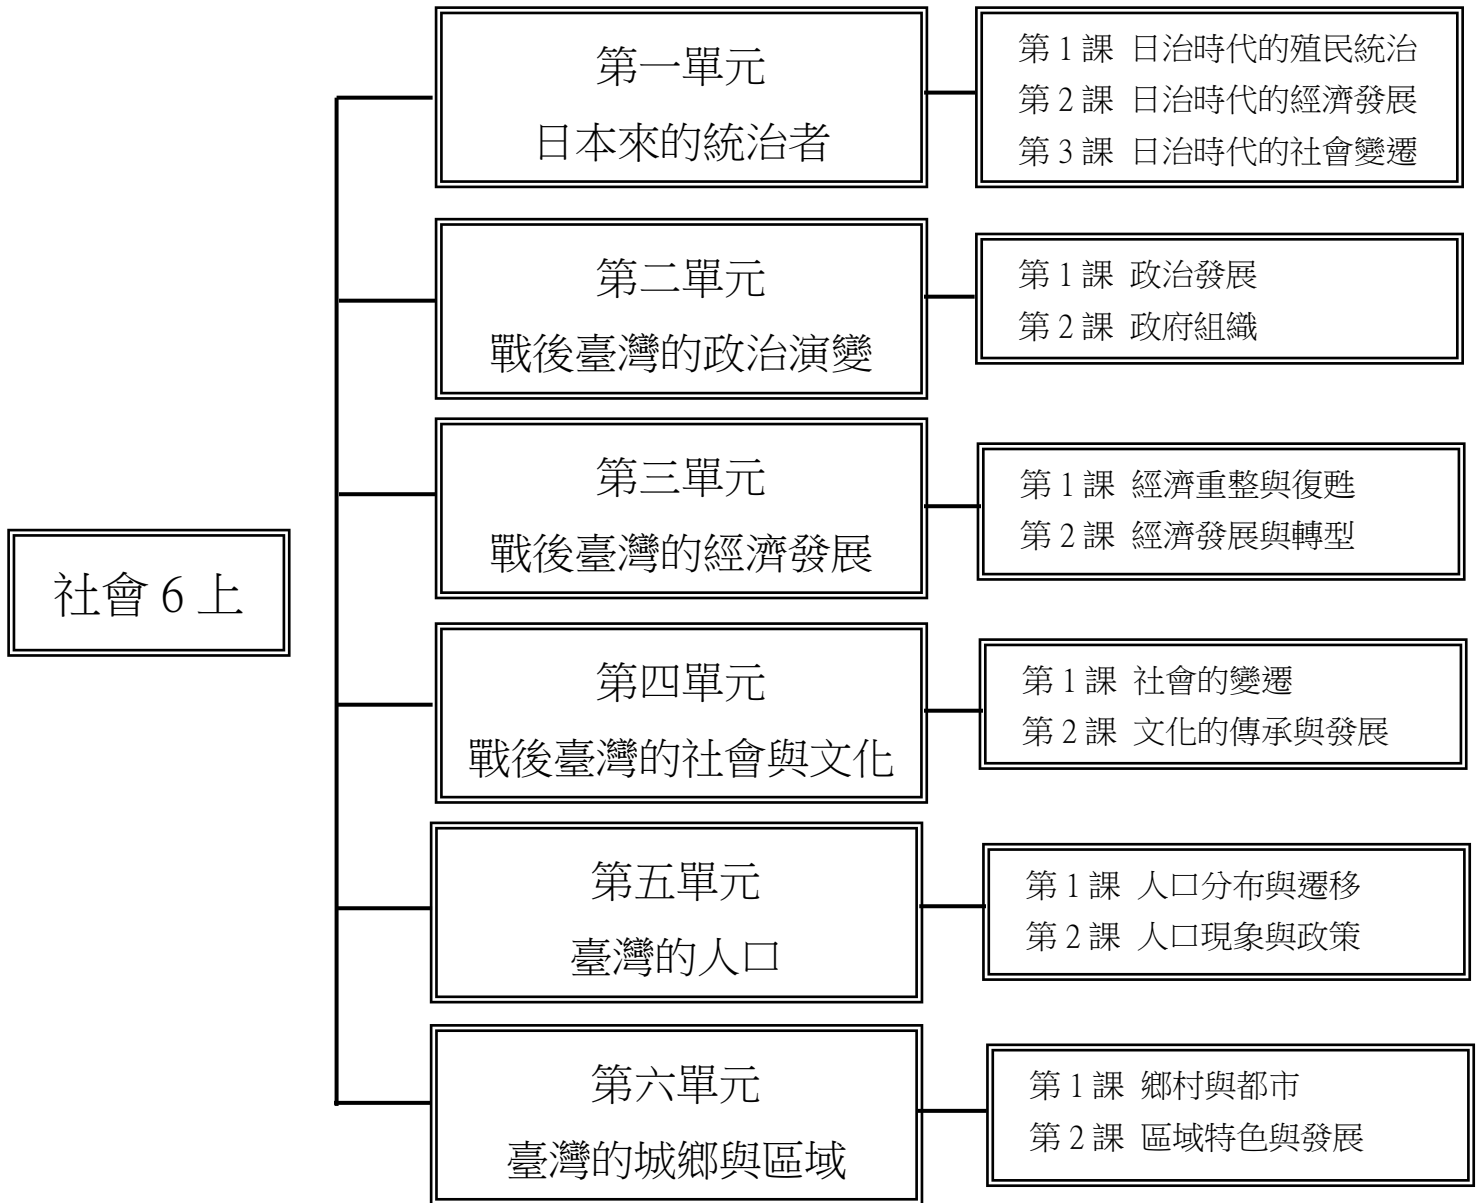 社會 6 上
第一單元
日本來的統治者
第 1 課 日治時代的殖民統治
第 2 課 日治時代的經濟發展
第 3 課 日治時代的社會變遷
第二單元
戰後臺灣的政治演變
第 1 課 政治發展
第 2 課 政府組織
第三單元
戰後臺灣的經濟發展
第 1 課 經濟重整與復甦
第 2 課 經濟發展與轉型
第四單元
戰後臺灣的社會與文化
第 1 課 社會的變遷
第 2 課 文化的傳承與發展
第五單元
臺灣的人口
第 1 課 人口分布與遷移
第 2 課 人口現象與政策
第六單元
臺灣的城鄉與區域
第 1 課 鄉村與都市
第 2 課 區域特色與發展